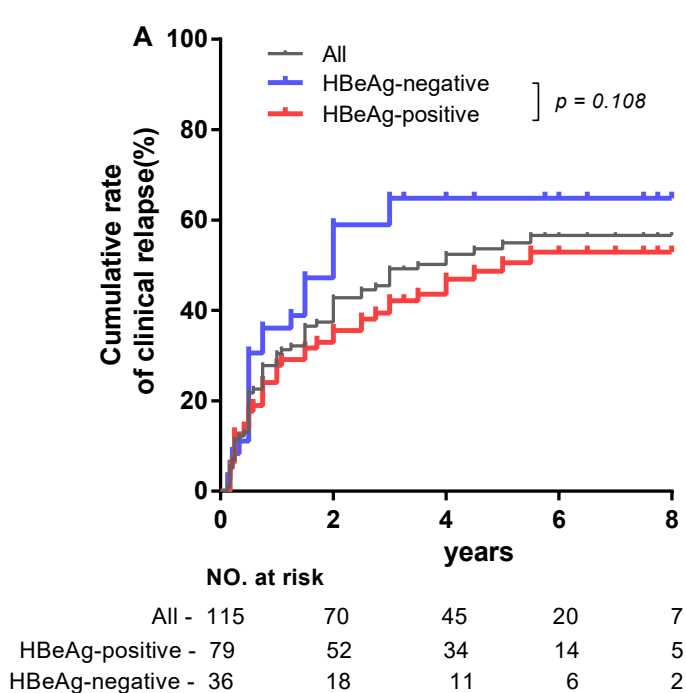 A
100
All
HBeAg-negative
HBeAg-positive
p = 0.108
80
60
40
20
0
Cumulative rate
of clinical relapse(%)
0 2 4 6 8
years
NO. at risk
All - 115 70 45 20 7
HBeAg-positive - 79 52 34 14 5
HBeAg-negative - 36 18 11 6 2